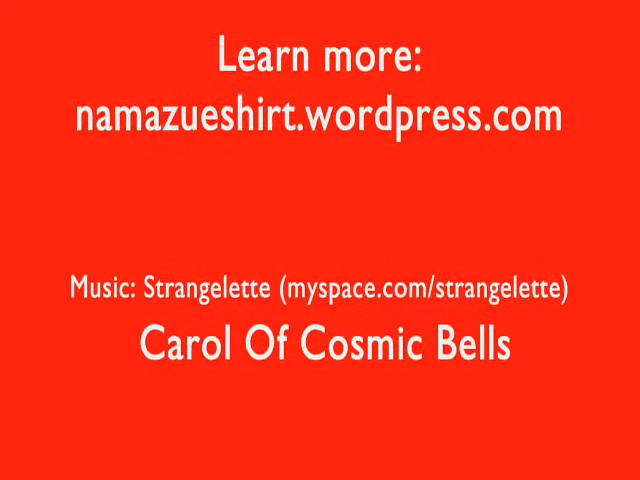 Learn more:
namazueshirt.wordpress.com
Music: Strangelette (myspace.com/strangelette)
Carol Of Cosmic Bells